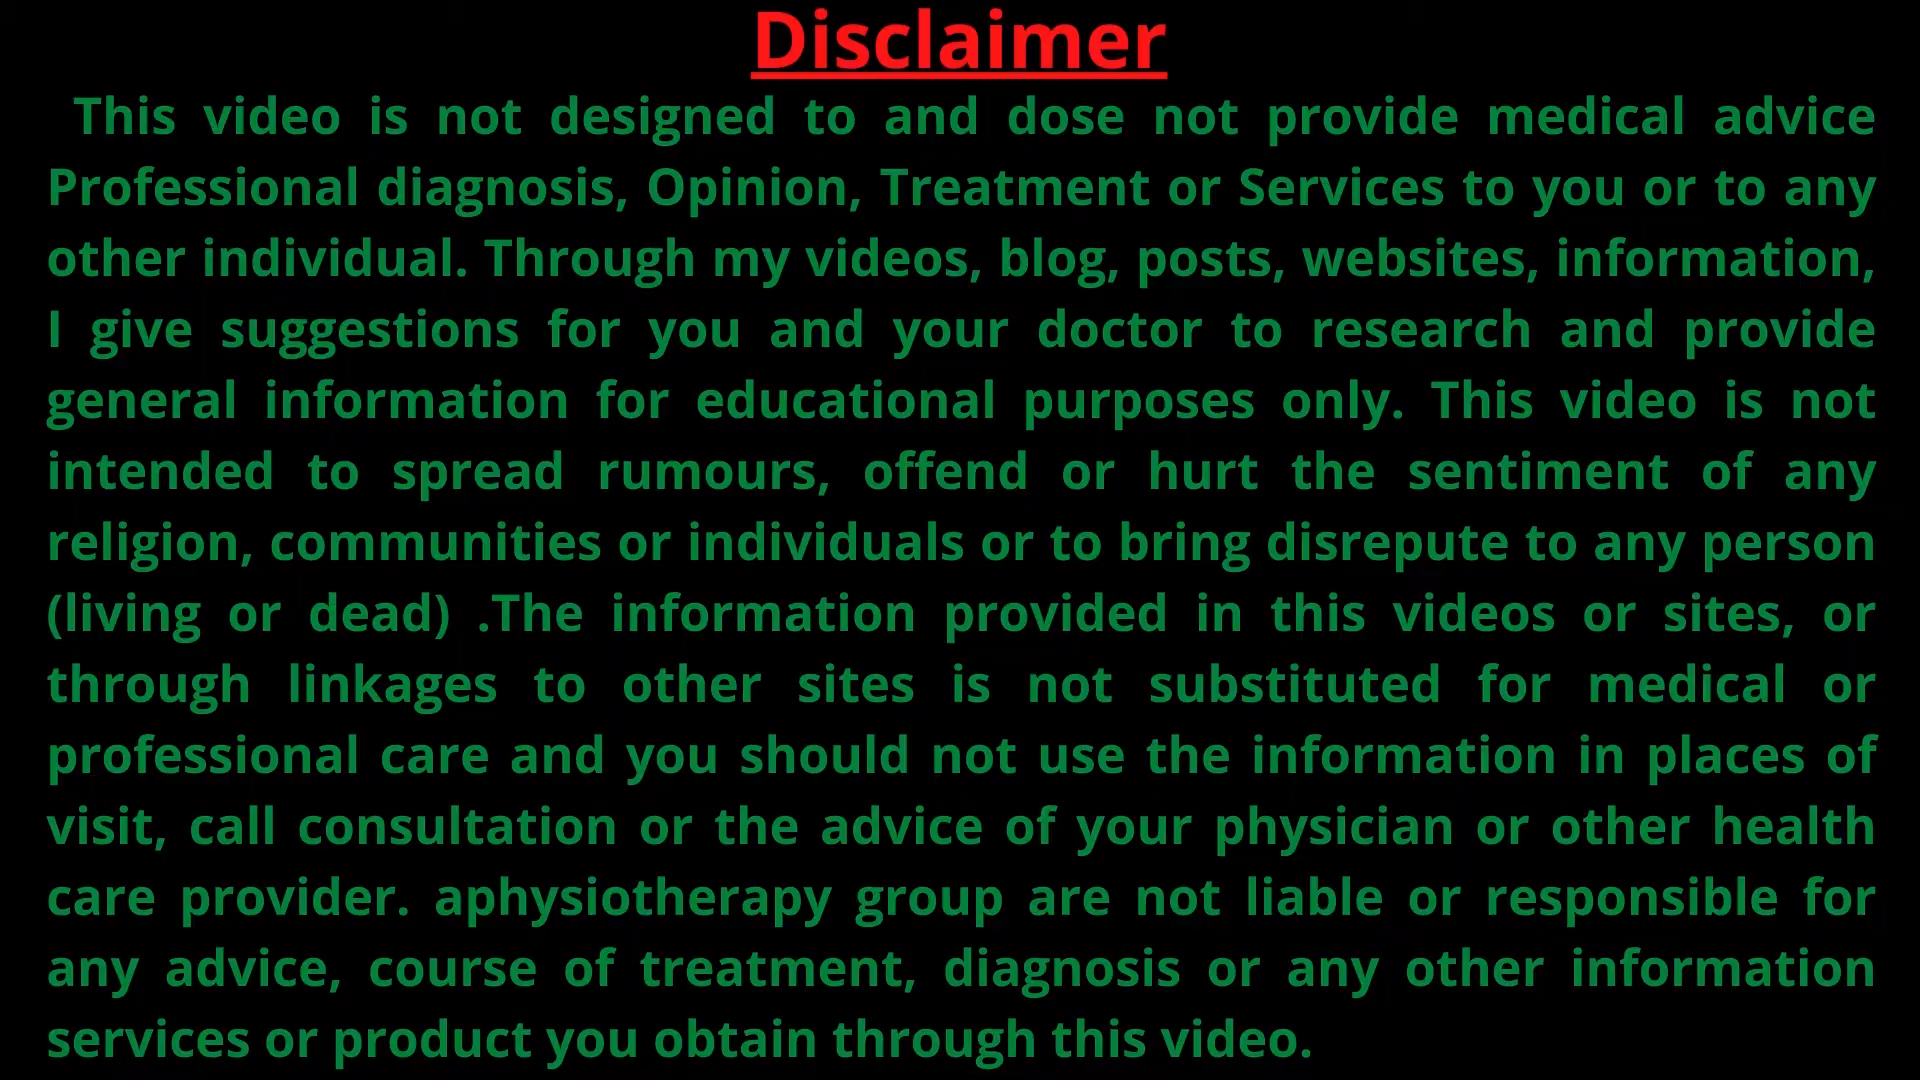 Disclaimer
This video is not designed to and dose not provide medical advice
Professional diagnosis, Opinion, Treatment or Services to you or to any
other individual. Through my videos, blog, posts, websites, information,
I give suggestions for you and your doctor to research and provide
general information for educational purposes only. This video is not
intended to spread rumours, offend or hurt the sentiment of any
religion, communities or individuals or to bring disrepute to any person
(living or dead) .The information provided in this videos or sites, or
through linkages to other sites is not substituted for medical or
professional care and you should not use the information in places of
visit, call consultation or the advice of your physician or other health
care provider. aphysiotherapy group are not liable or responsible for
any advice, course of treatment, diagnosis or any other information
services or product you obtain through this video.